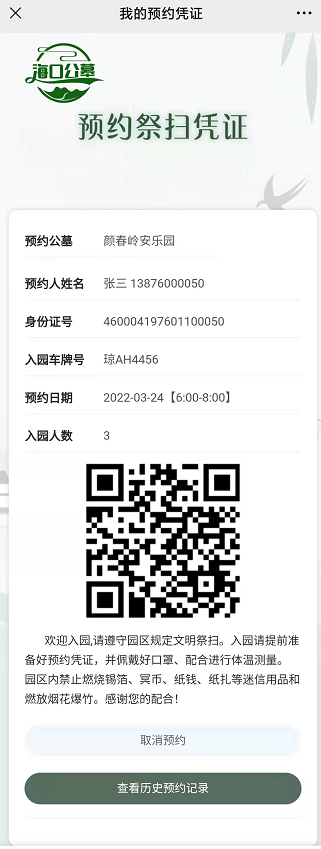 我的预约凭证
海口公墓
预约祭扫凭证
预约公墓 颜春岭安乐园
预约人姓名 张三 13876000050
身份证号 460004197601100050
入园车牌号 琼AH4456
预约日期 2022-03-24【6:00-8:00】
入园人数 3
欢迎入园,请遵守园区规定文明祭扫。入园请提前准
备好预约凭证，并佩戴好口罩、配合进行体温测量。
园区内禁止燃烧锡箔、冥币、纸钱、纸扎等迷信用品和
燃放烟花爆竹。感谢您的配合！
取消预约
查看历史预约记录